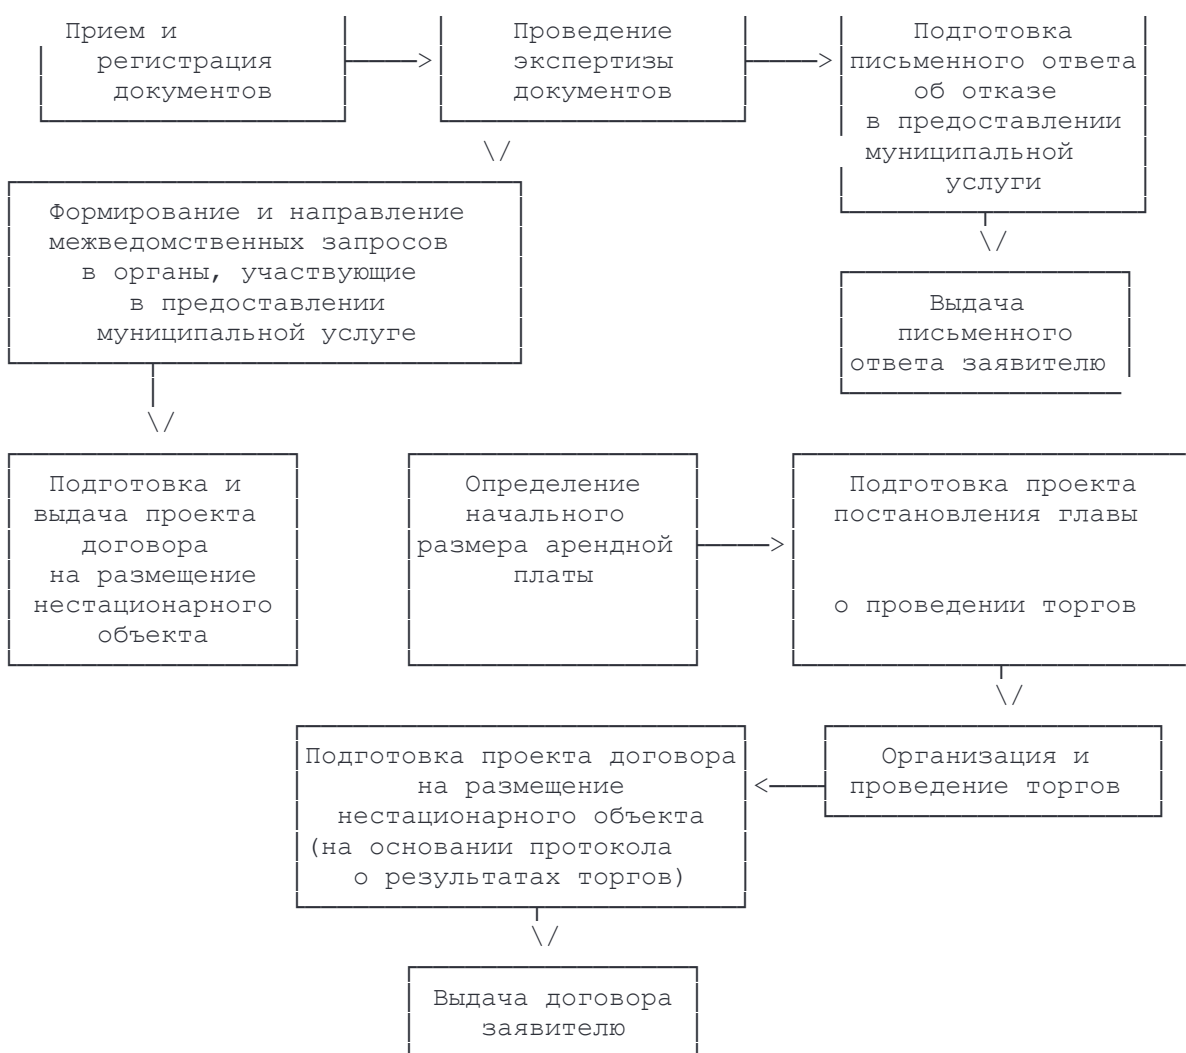 Прием и
регистрация
документов
Проведение
экспертизы
документов
Подготовка
письменного ответа
об отказе
в предоставлении
муниципальной
услуги
Формирование и направление
межведомственных запросов
в органы, участвующие
в предоставлении
муниципальной услуге
Выдача
письменного
ответа заявителю
Подготовка и
выдача проекта
договора
на размещение
нестационарного
объекта
Определение
начального
размера арендной
платы
Подготовка проекта
постановления главы
о проведении торгов
Организация и
проведение торгов
Подготовка проекта договора
на размещение
нестационарного объекта
(на основании протокола
о результатах торгов)
Выдача договора
заявителю